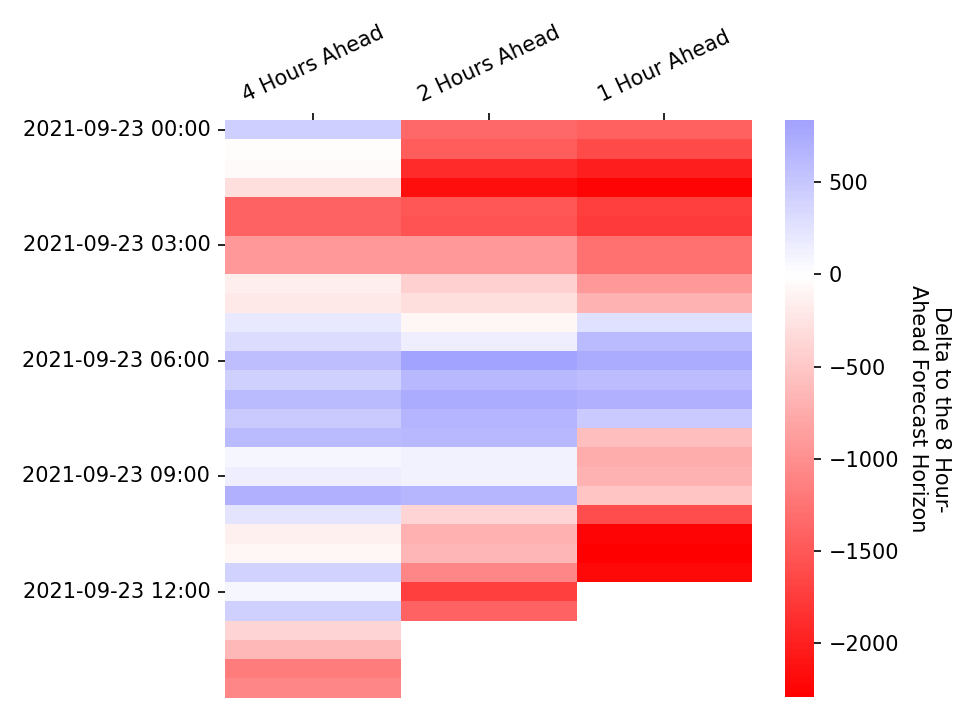 4 Hours Ahead
2 Hours Ahead
1 Hour Ahead
2021-09-23 00:00
2021-09-23 03:00
2021-09-23 06:00
2021-09-23 09:00
2021-09-23 12:00
500
0
−500
−1000
−1500
−2000
Delta to the 8 Hour-
Ahead Forecast Horizon